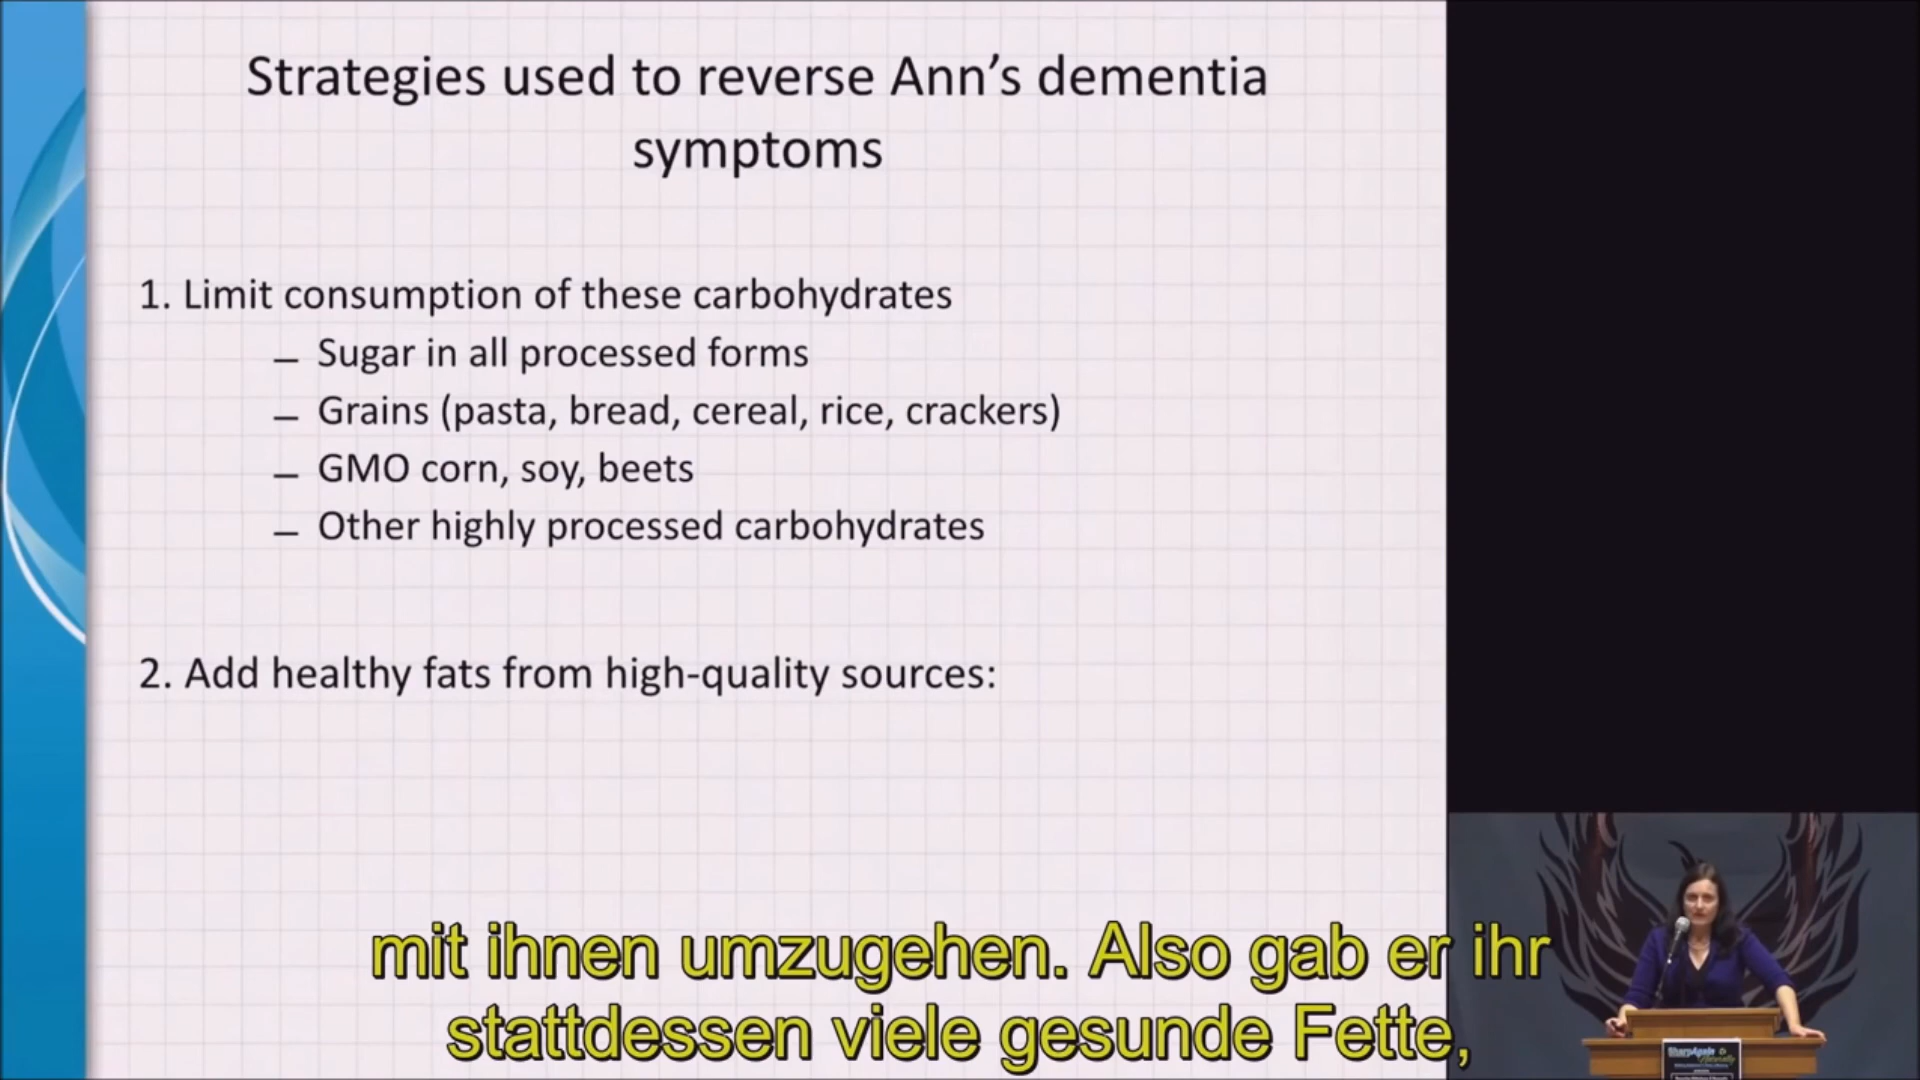 Strategies used to reverse Ann’s dementia
symptoms
1. Limit consumption of these carbohydrates
– Sugar in all processed forms
– Grains (pasta, bread, cereal, rice, crackers)
– GMO corn, soy, beets
– Other highly processed carbohydrates
2. Add healthy fats from high-quality sources:
mit ihnen umzugehen. Also gab er ihr
stattdessen viele gesunde Fette,
SharpAgain